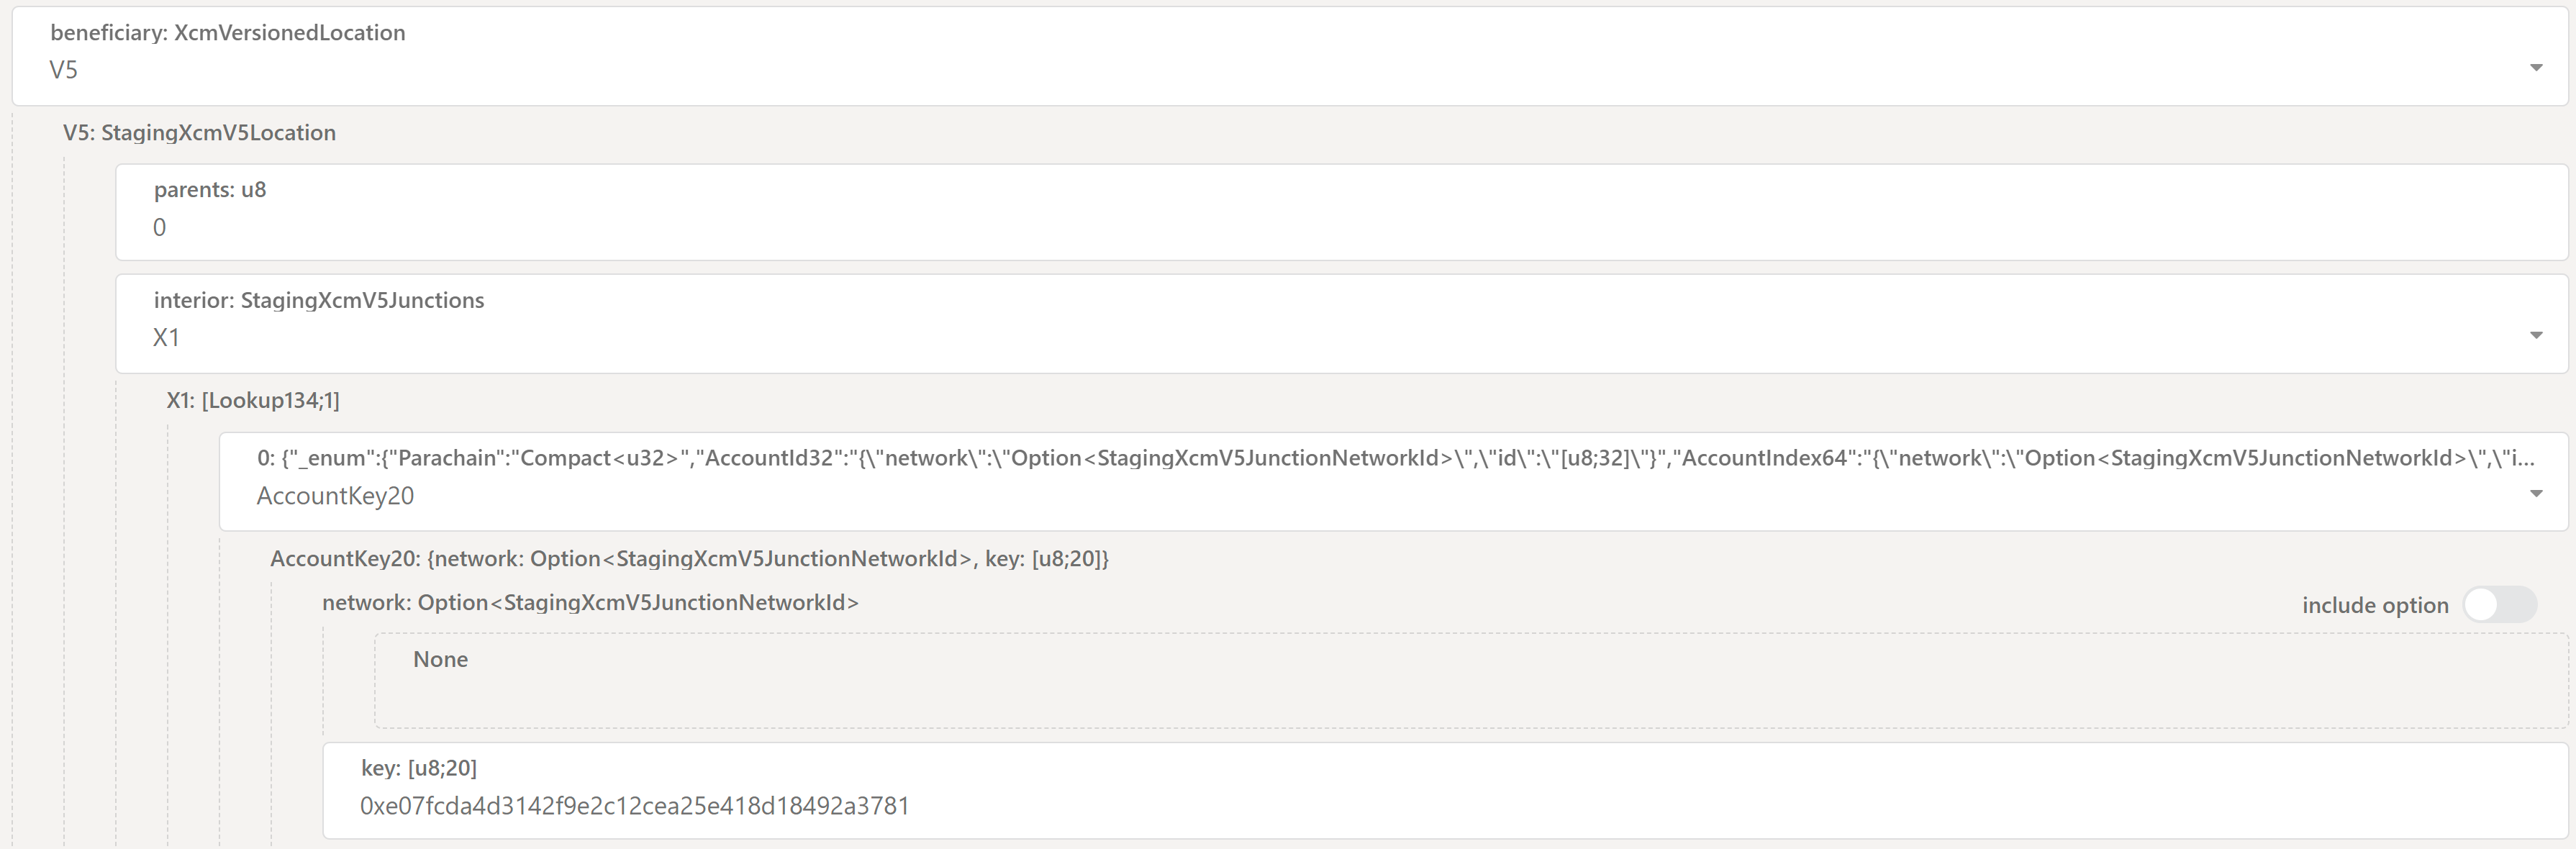 beneficiary: XcmVersionedLocation
V5
V5: StagingXcmV5Location
parents: u8
0
interior: StagingXcmV5Junctions
X1
X1: [Lookup134;1]
0: {"_enum":{"Parachain":"Compact<u32>","AccountId32":"{\"network\":\"Option<StagingXcmV5JunctionNetworkId>\",\"id\":\"[u8;32]\"}","AccountIndex64":"{\"network\":\"Option<StagingXcmV5JunctionNetworkId>\",\"i...
AccountKey20
AccountKey20: {network: Option<StagingXcmV5JunctionNetworkId>, key: [u8;20]}
network: Option<StagingXcmV5JunctionNetworkId>
include option
None
key: [u8;20]
0xe07fcda4d3142f9e2c12cea25e418d18492a3781